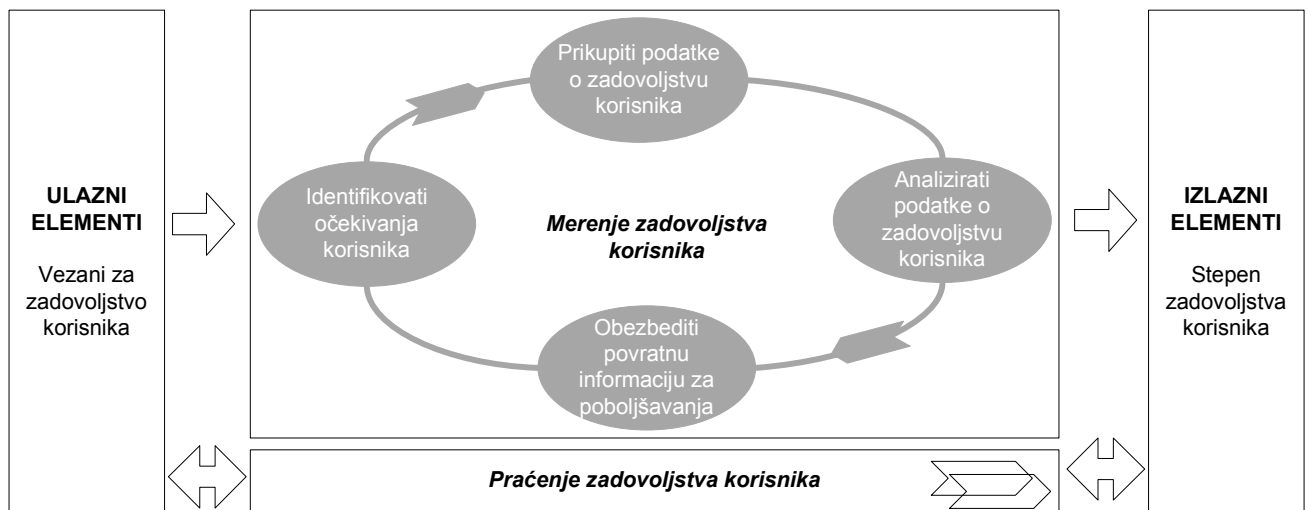 ULAZNI
ELEMENTI
Vezani za
zadovoljstvo
korisnika
Prikupiti podatke
o zadovoljstvu
korisnika
Identifikovati
očekivanja
korisnika
Merenje zadovoljstva
korisnika
Analizirati
podatke o
zadovoljstvu
korisnika
Obezbediti
povratnu
informaciju za
poboljšavanja
Praćenje zadovoljstva korisnika
IZLAZNI
ELEMENTI
Stepen
zadovoljstva
korisnika